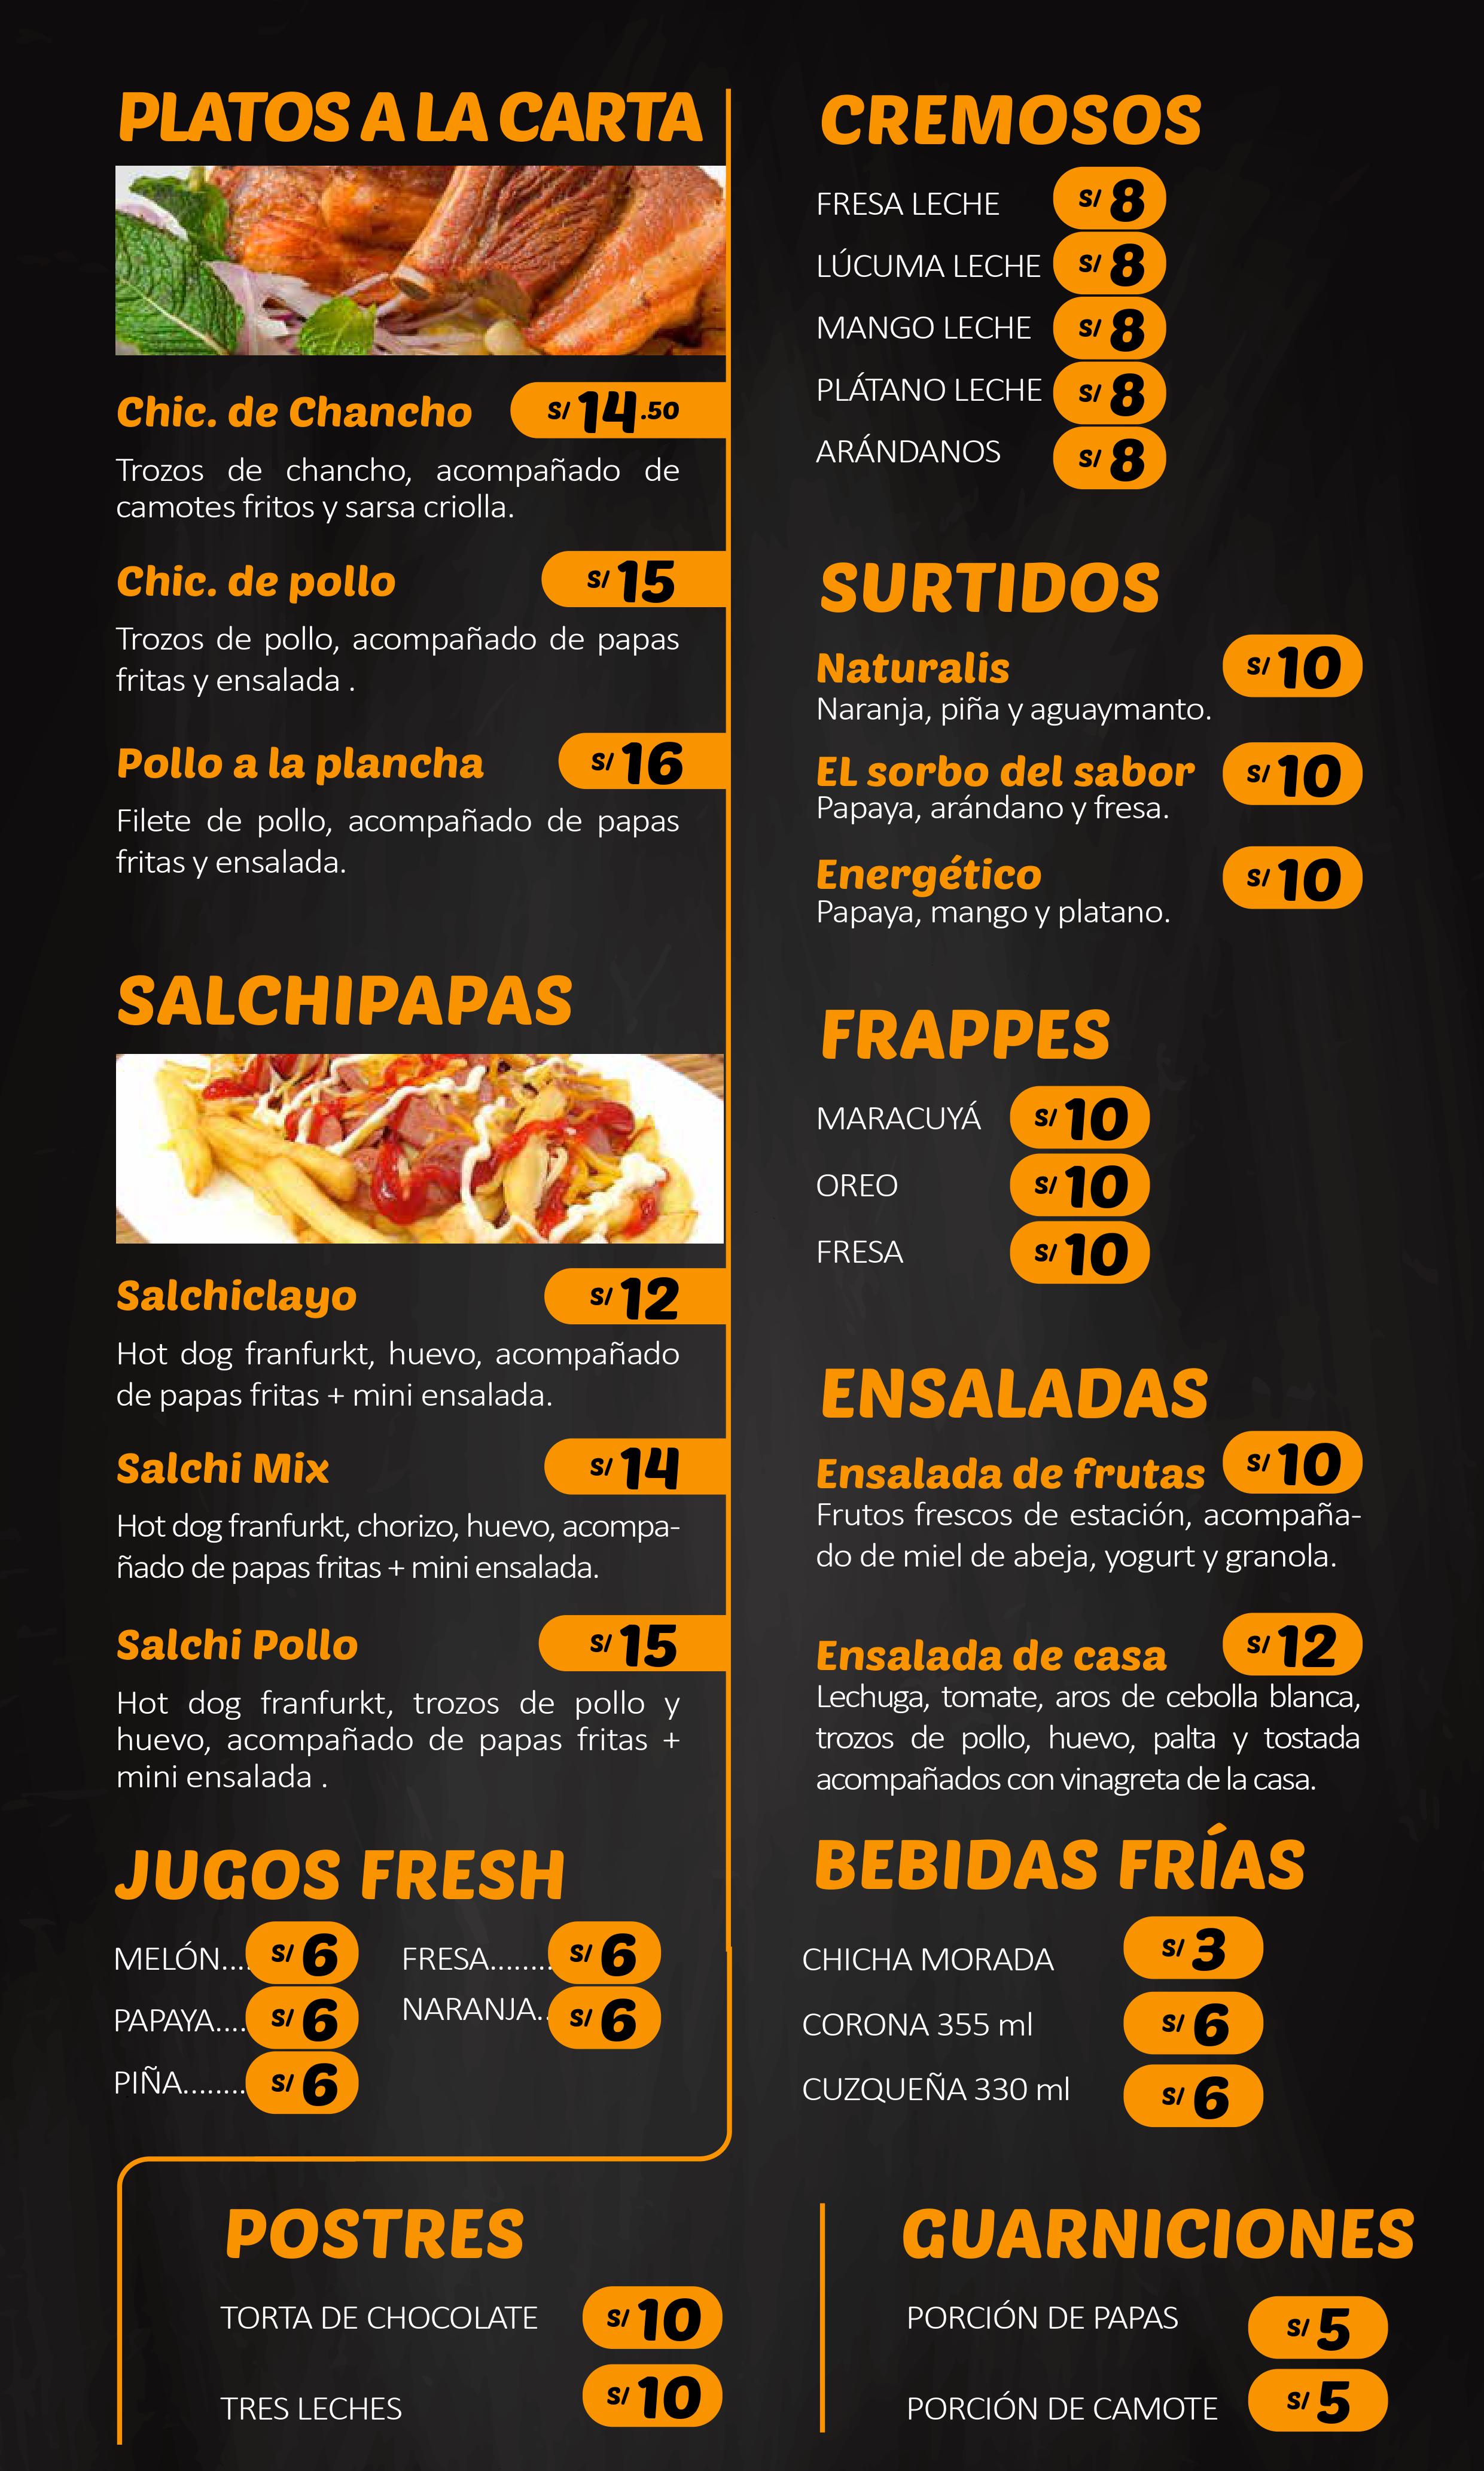 PLATOS A LA CARTA
Chic. de Chancho S/ 14.50
Trozos de chancho, acompañado de
camotes fritos y sarsa criolla.
Chic. de pollo S/ 15
Trozos de pollo, acompañado de papas
fritas y ensalada .
Pollo a la plancha S/ 16
Filete de pollo, acompañado de papas
fritas y ensalada.
SALCHIPAPAS
Salchiclayo S/ 12
Hot dog franfurkt, huevo, acompañado
de papas fritas + mini ensalada.
Salchi Mix S/ 14
Hot dog franfurkt, chorizo, huevo, acompa-
ñado de papas fritas + mini ensalada.
Salchi Pollo S/ 15
Hot dog franfurkt, trozos de pollo y
huevo, acompañado de papas fritas +
mini ensalada .
JUGOS FRESH
MELÓN.... S/ 6
PAPAYA.... S/ 6
PIÑA........ S/ 6
FRESA....... S/ 6
NARANJA.. S/ 6
CREMOSOS
FRESA LECHE S/ 8
LÚCUMA LECHE S/ 8
MANGO LECHE S/ 8
PLÁTANO LECHE S/ 8
ARÁNDANOS S/ 8
SURTIDOS
Naturalis S/ 10
Naranja, piña y aguaymanto.
EL sorbo del sabor S/ 10
Papaya, arándano y fresa.
Energético S/ 10
Papaya, mango y platano.
FRAPPES
MARACUYÁ S/ 10
OREO S/ 10
FRESA S/ 10
ENSALADAS
Ensalada de frutas S/ 10
Frutos frescos de estación, acompaña-
do de miel de abeja, yogurt y granola.
Ensalada de casa S/ 12
Lechuga, tomate, aros de cebolla blanca,
trozos de pollo, huevo, palta y tostada
acompañados con vinagreta de la casa.
BEBIDAS FRÍAS
CHICHA MORADA S/ 3
CORONA 355 ml S/ 6
CUZQUEÑA 330 ml S/ 6
POSTRES
TORTA DE CHOCOLATE S/ 10
TRES LECHES S/ 10
GUARNICIONES
PORCIÓN DE PAPAS S/ 5
PORCIÓN DE CAMOTE S/ 5